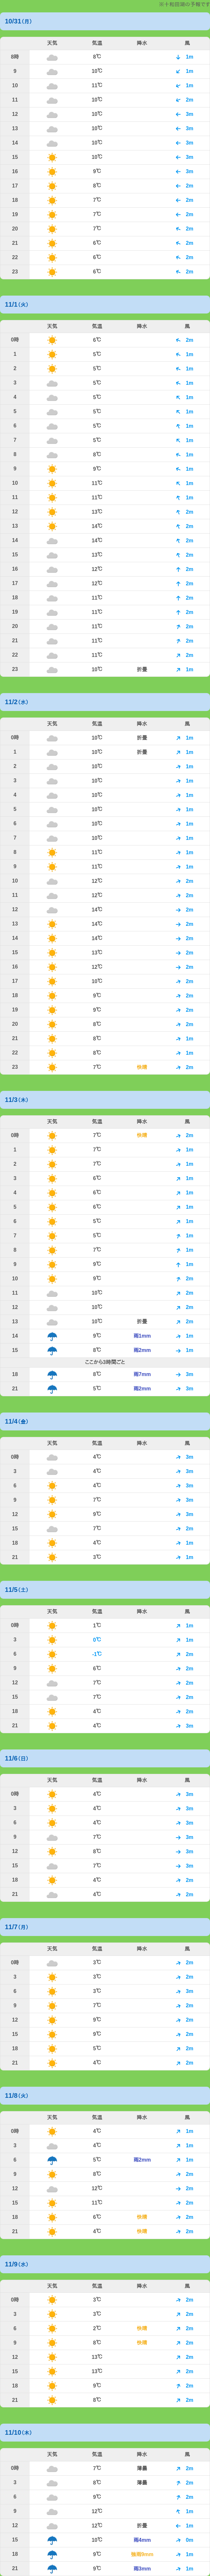 ※十和田湖の予報です
10/31(月)
天気 気温 降水 風
8時 8℃ 1m
9 10℃ 1m
10 11℃ 1m
11 10℃ 2m
12 10℃ 3m
13 10℃ 3m
14 10℃ 3m
15 10℃ 3m
16 9℃ 3m
17 8℃ 2m
18 7℃ 2m
19 7℃ 2m
20 7℃ 2m
21 6℃ 2m
22 6℃ 2m
23 6℃ 2m
11/1(火)
天気 気温 降水 風
0時 6℃ 2m
1 5℃ 1m
2 5℃ 1m
3 5℃ 1m
4 5℃ 1m
5 5℃ 1m
6 5℃ 1m
7 5℃ 1m
8 8℃ 1m
9 9℃ 1m
10 11℃ 1m
11 11℃ 1m
12 13℃ 2m
13 14℃ 2m
14 14℃ 2m
15 13℃ 2m
16 12℃ 2m
17 12℃ 2m
18 11℃ 2m
19 11℃ 2m
20 11℃ 2m
21 11℃ 2m
22 11℃ 2m
23 10℃ 折畳 1m
11/2(水)
天気 気温 降水 風
0時 10℃ 折畳 1m
1 10℃ 折畳 1m
2 10℃ 1m
3 10℃ 1m
4 10℃ 1m
5 10℃ 1m
6 10℃ 1m
7 10℃ 1m
8 11℃ 1m
9 11℃ 1m
10 12℃ 2m
11 12℃ 2m
12 14℃ 2m
13 14℃ 2m
14 14℃ 2m
15 13℃ 2m
16 12℃ 2m
17 10℃ 2m
18 9℃ 2m
19 9℃ 2m
20 8℃ 2m
21 8℃ 1m
22 8℃ 1m
23 7℃ 快晴 2m
11/3(木)
天気 気温 降水 風
0時 7℃ 快晴 2m
1 7℃ 1m
2 7℃ 1m
3 6℃ 1m
4 6℃ 1m
5 6℃ 1m
6 5℃ 1m
7 5℃ 1m
8 7℃ 1m
9 9℃ 1m
10 9℃ 2m
11 10℃ 2m
12 10℃ 2m
13 10℃ 折畳 2m
14 9℃ 雨1mm 1m
15 8℃ 雨2mm 1m
ここから3時間ごと
18 8℃ 雨7mm 3m
21 5℃ 雨2mm 3m
11/4(金)
天気 気温 降水 風
0時 4℃ 3m
3 4℃ 3m
6 4℃ 3m
9 7℃ 3m
12 9℃ 3m
15 7℃ 2m
18 4℃ 1m
21 3℃ 1m
11/5(土)
天気 気温 降水 風
0時 1℃ 1m
3 0℃ 1m
6 -1℃ 2m
9 6℃ 2m
12 7℃ 2m
15 7℃ 2m
18 4℃ 2m
21 4℃ 3m
11/6(日)
天気 気温 降水 風
0時 4℃ 3m
3 4℃ 3m
6 4℃ 3m
9 7℃ 3m
12 8℃ 3m
15 7℃ 3m
18 4℃ 2m
21 4℃ 2m
11/7(月)
天気 気温 降水 風
0時 3℃ 2m
3 3℃ 2m
6 3℃ 3m
9 7℃ 2m
12 9℃ 2m
15 9℃ 2m
18 5℃ 2m
21 4℃ 2m
11/8(火)
天気 気温 降水 風
0時 4℃ 1m
3 4℃ 1m
6 5℃ 雨2mm 1m
9 8℃ 2m
12 12℃ 2m
15 11℃ 2m
18 6℃ 快晴 2m
21 4℃ 快晴 2m
11/9(水)
天気 気温 降水 風
0時 3℃ 2m
3 3℃ 2m
6 2℃ 快晴 2m
9 8℃ 快晴 2m
12 13℃ 2m
15 13℃ 2m
18 9℃ 2m
21 8℃ 2m
11/10(木)
天気 気温 降水 風
0時 7℃ 薄曇 2m
3 8℃ 薄曇 2m
6 9℃ 2m
9 12℃ 1m
12 12℃ 折畳 1m
15 10℃ 雨4mm 0m
18 9℃ 強雨8mm 1m
21 9℃ 雨3mm 1m